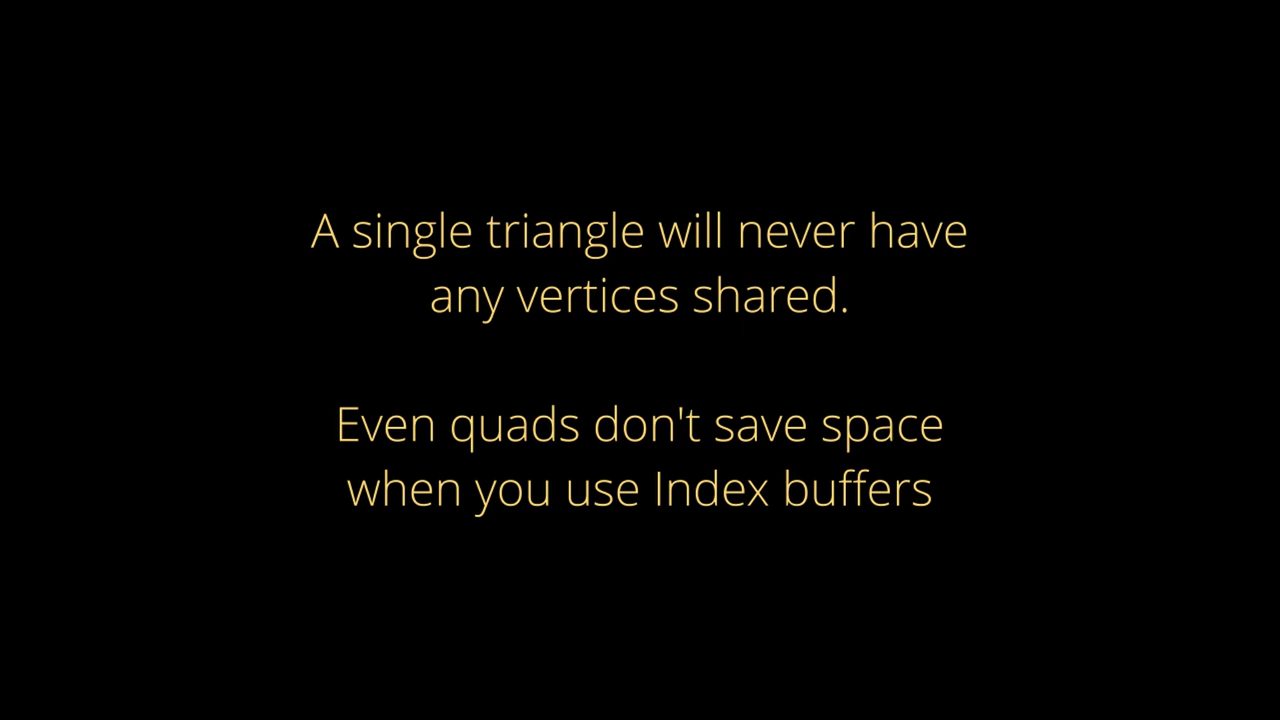 A single triangle will never have
any vertices shared.
Even quads don't save space
when you use Index buffers